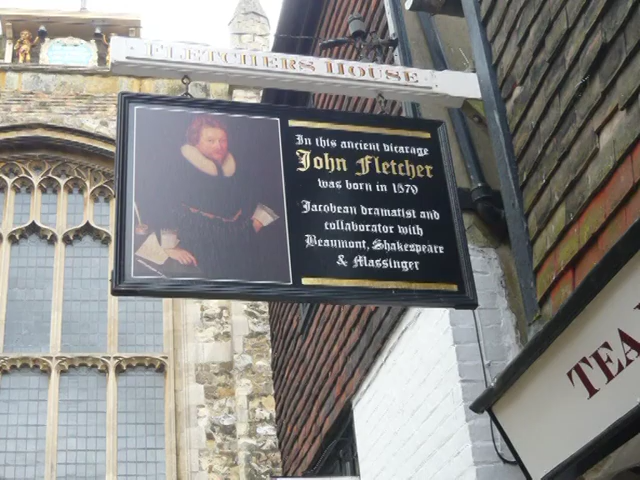 FLETCHERS HOUSE
In this ancient vicarage
John Fletcher
was born in 1579
Jacobean dramatist and
collaborator with
Beaumont, Shakespeare
& Massinger
TEA